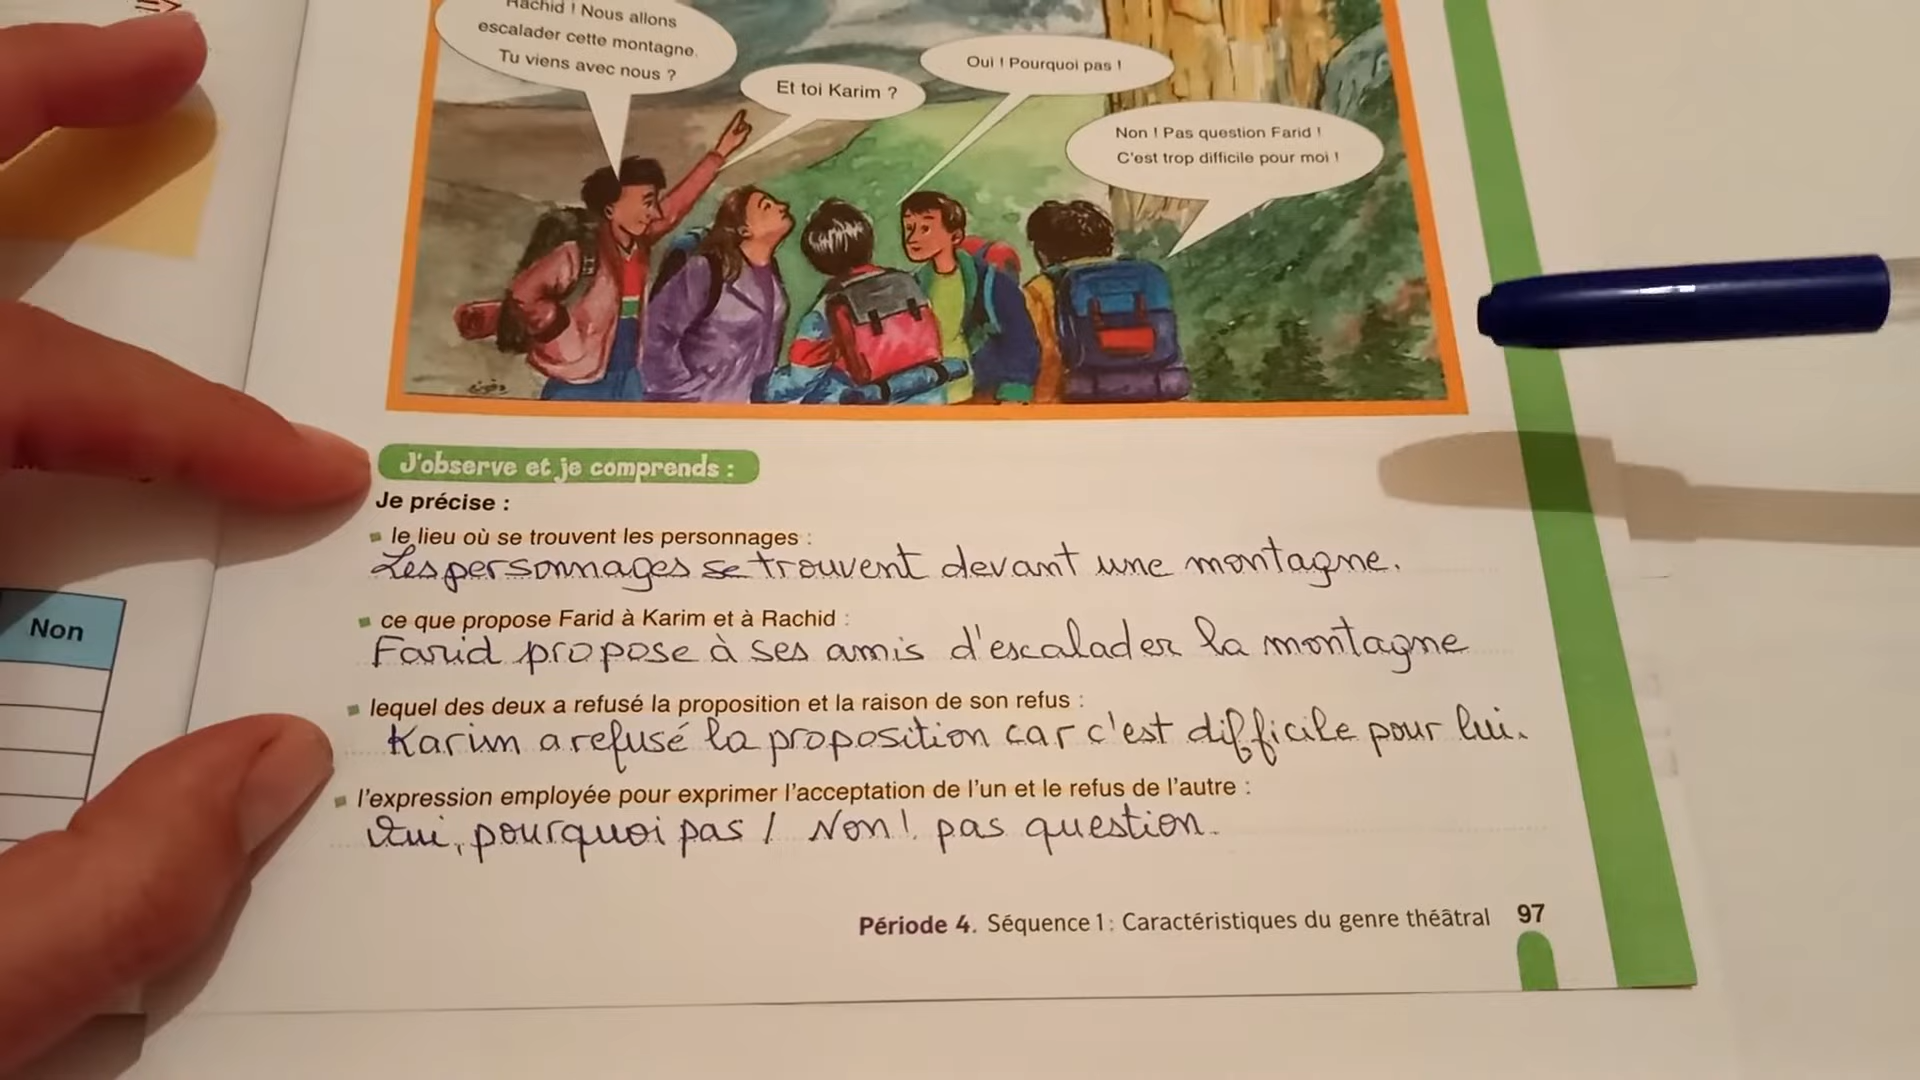 Rachid ! Nous allons
escalader cette montagne.
Tu viens avec nous ?
Et toi Karim ?
Oui ! Pourquoi pas !
Non ! Pas question Farid !
C'est trop difficile pour moi !
J'observe et je comprends :
Je précise :
le lieu où se trouvent les personnages :
Les personnages se trouvent devant une montagne.
ce que propose Farid à Karim et à Rachid :
Farid propose à ses amis d'escalader la montagne
lequel des deux a refusé la proposition et la raison de son refus :
Karim a refusé la proposition car c'est difficile pour lui.
l'expression employée pour exprimer l'acceptation de l'un et le refus de l'autre :
Oui, pourquoi pas / Non! pas question.
Période 4. Séquence 1 : Caractéristiques du genre théâtral 97
Non